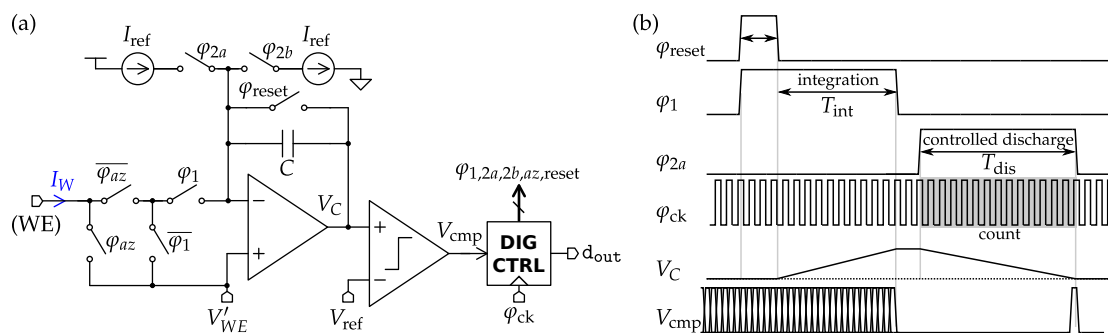 (a)
I_ref
φ_2a
φ_2b
I_ref
φ_reset
C
I_W
(WE)
φ_az‾
φ_1
φ_az
φ_1‾
−
+
V_C
V′_WE
+
−
V_ref
V_cmp
φ_1,2a,2b,az,reset
DIG
CTRL
d_out
φ_ck
(b)
φ_reset
φ_1
integration
T_int
φ_2a
controlled discharge
T_dis
φ_ck
count
V_C
V_cmp